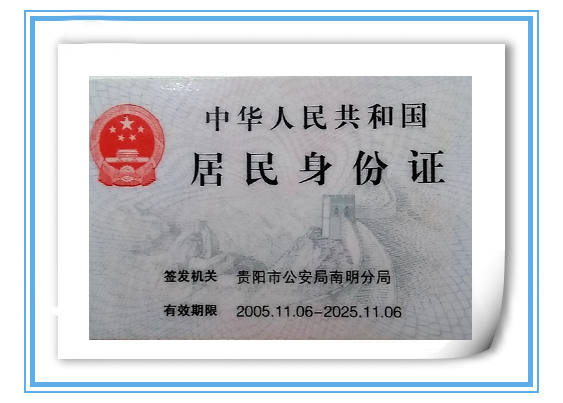 中华人民共和国
居民身份证
签发机关 贵阳市公安局南明分局
有效期限 2005.11.06-2025.11.06